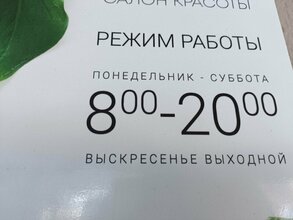 САЛОН КРАСОТЫ
РЕЖИМ РАБОТЫ
ПОНЕДЕЛЬНИК - СУББОТА
8⁰⁰-20⁰⁰
ВЫСКРЕСЕНЬЕ ВЫХОДНОЙ